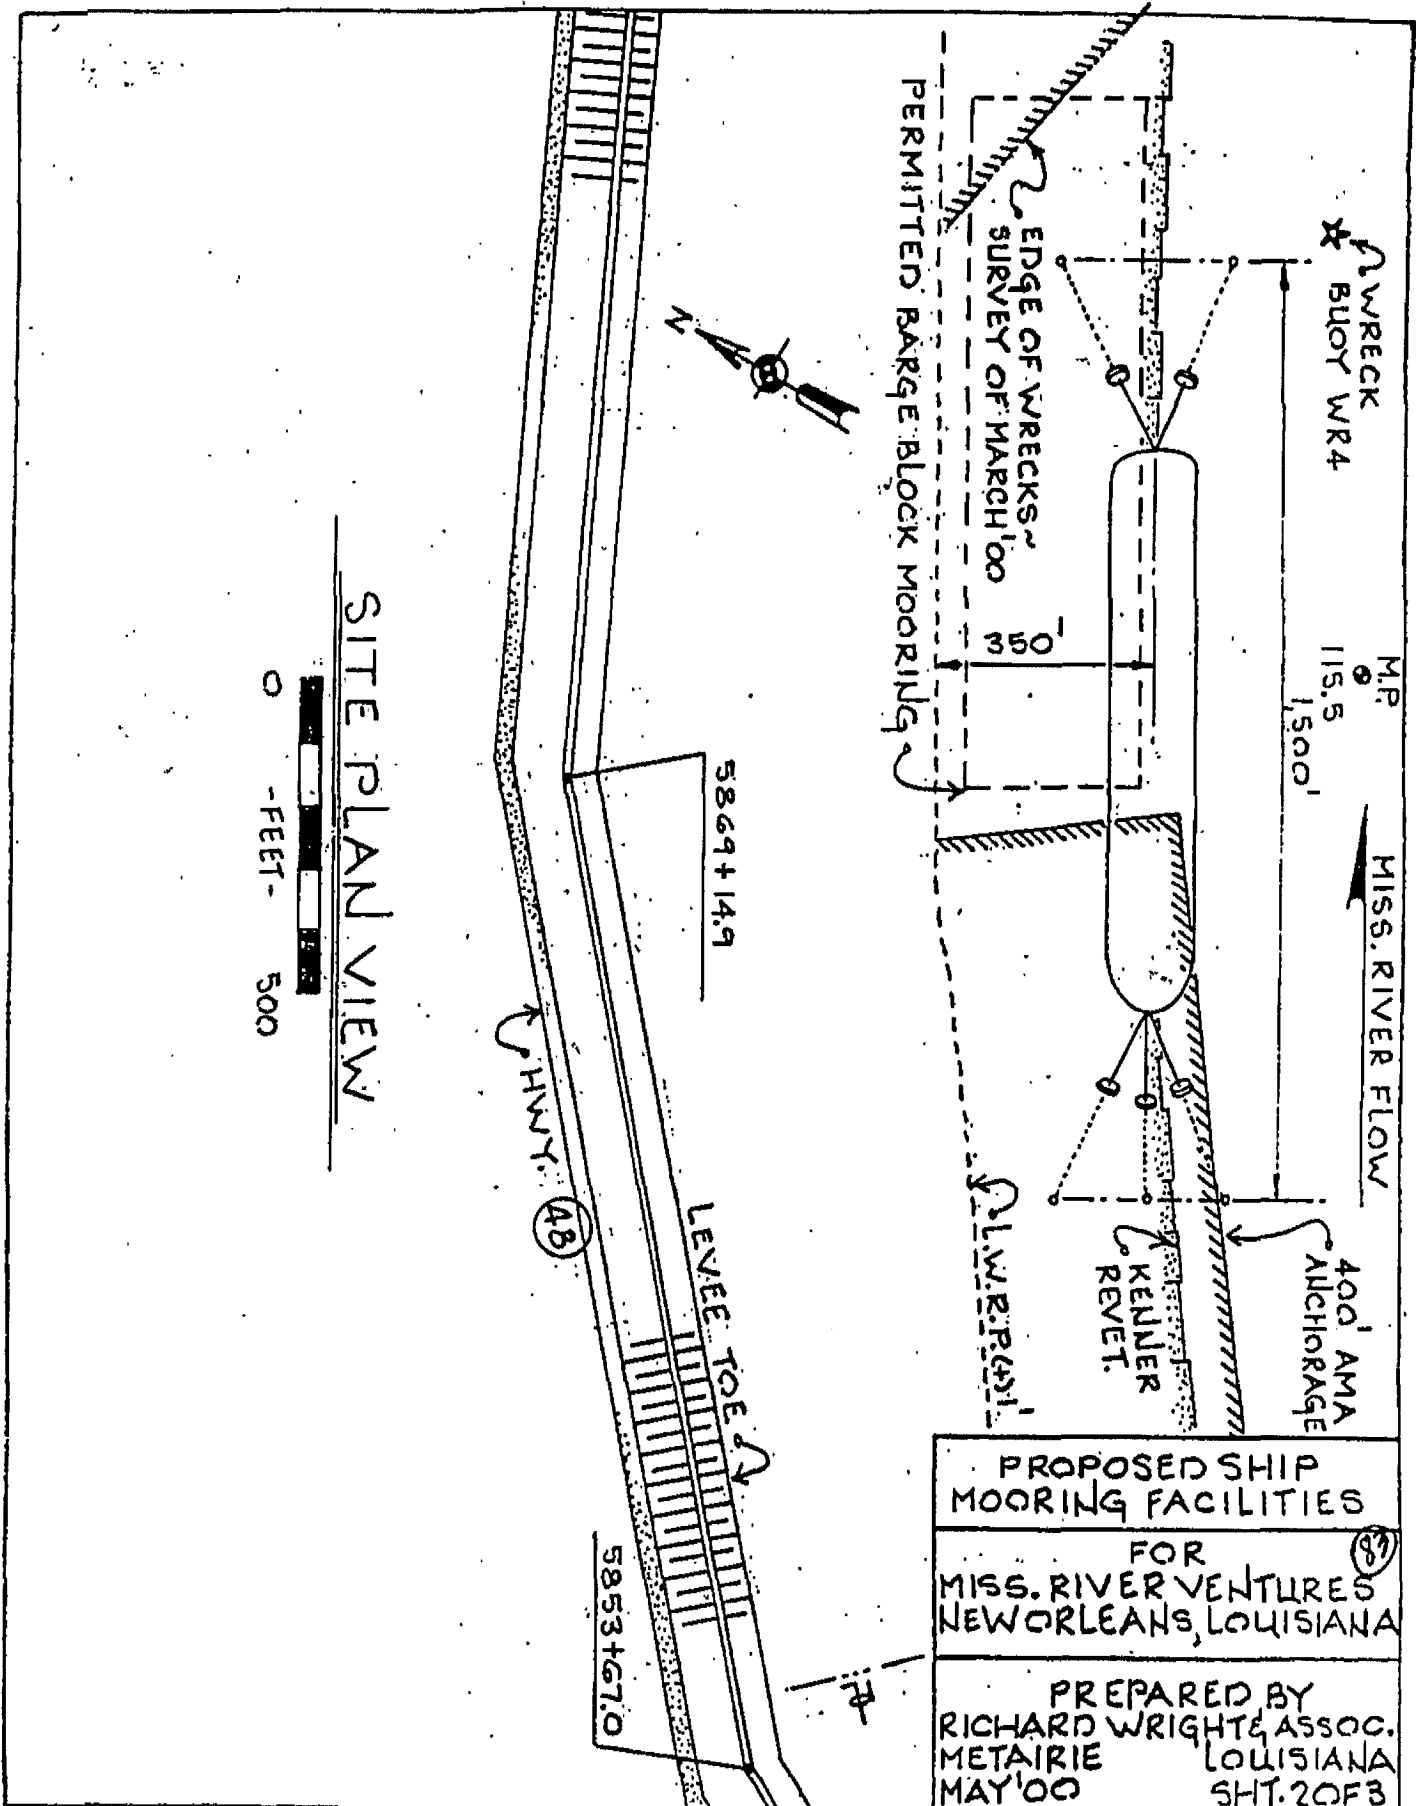 WRECK
BUOY WR4
M.P.
115.5
1,500'
MISS. RIVER FLOW
400' AMA
ANCHORAGE
KENNER
REVET.
L.W.R.P.(+)1'
EDGE OF WRECKS~
SURVEY OF MARCH'00
350'
PERMITTED BARGE BLOCK MOORING
N
5869+14.9
LEVEE TOE
HWY. 48
5853+67.0
SITE PLAN VIEW
0 -FEET- 500
PROPOSED SHIP
MOORING FACILITIES
FOR
MISS. RIVER VENTURES
NEW ORLEANS, LOUISIANA
PREPARED BY
RICHARD WRIGHT & ASSOC.
METAIRIE LOUISIANA
MAY'00 SHT. 2 OF 3